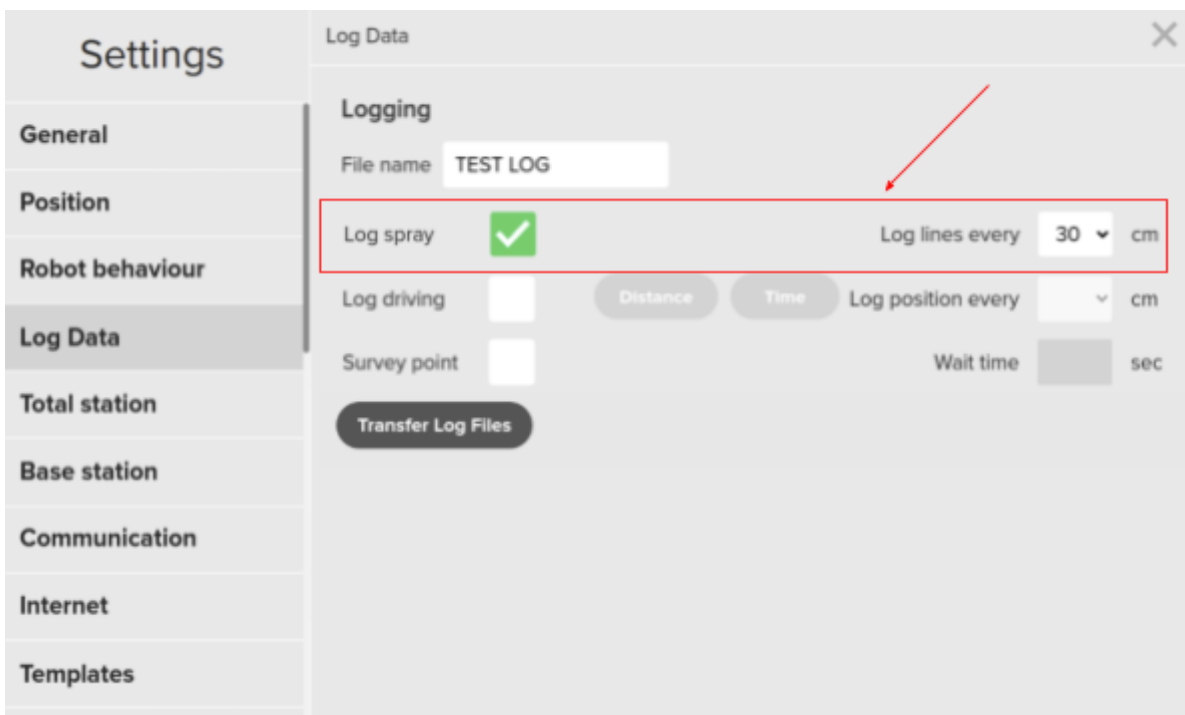 Settings
General
Position
Robot behaviour
Log Data
Total station
Base station
Communication
Internet
Templates
Log Data
Logging
File name TEST LOG
Log spray Log lines every 30 cm
Log driving Distance Time Log position every cm
Survey point Wait time sec
Transfer Log Files